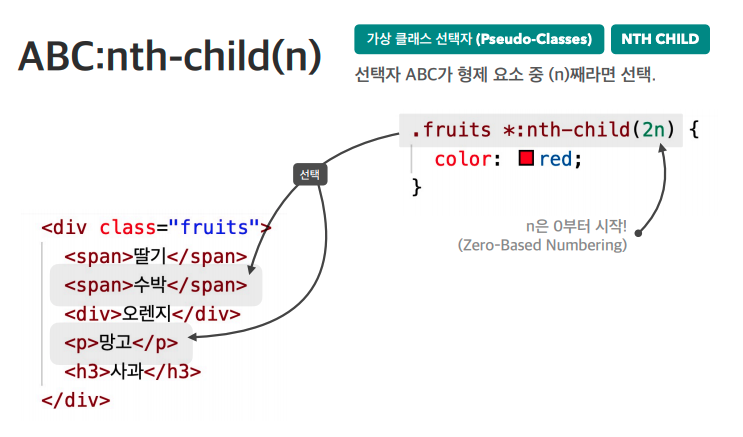 ABC:nth-child(n)
가상 클래스 선택자 (Pseudo-Classes)
NTH CHILD
선택자 ABC가 형제 요소 중 (n)째라면 선택.
.fruits *:nth-child(2n) {
color: red;
}
선택
n은 0부터 시작!
(Zero-Based Numbering)
<div class="fruits">
<span>딸기</span>
<span>수박</span>
<div>오렌지</div>
<p>망고</p>
<h3>사과</h3>
</div>